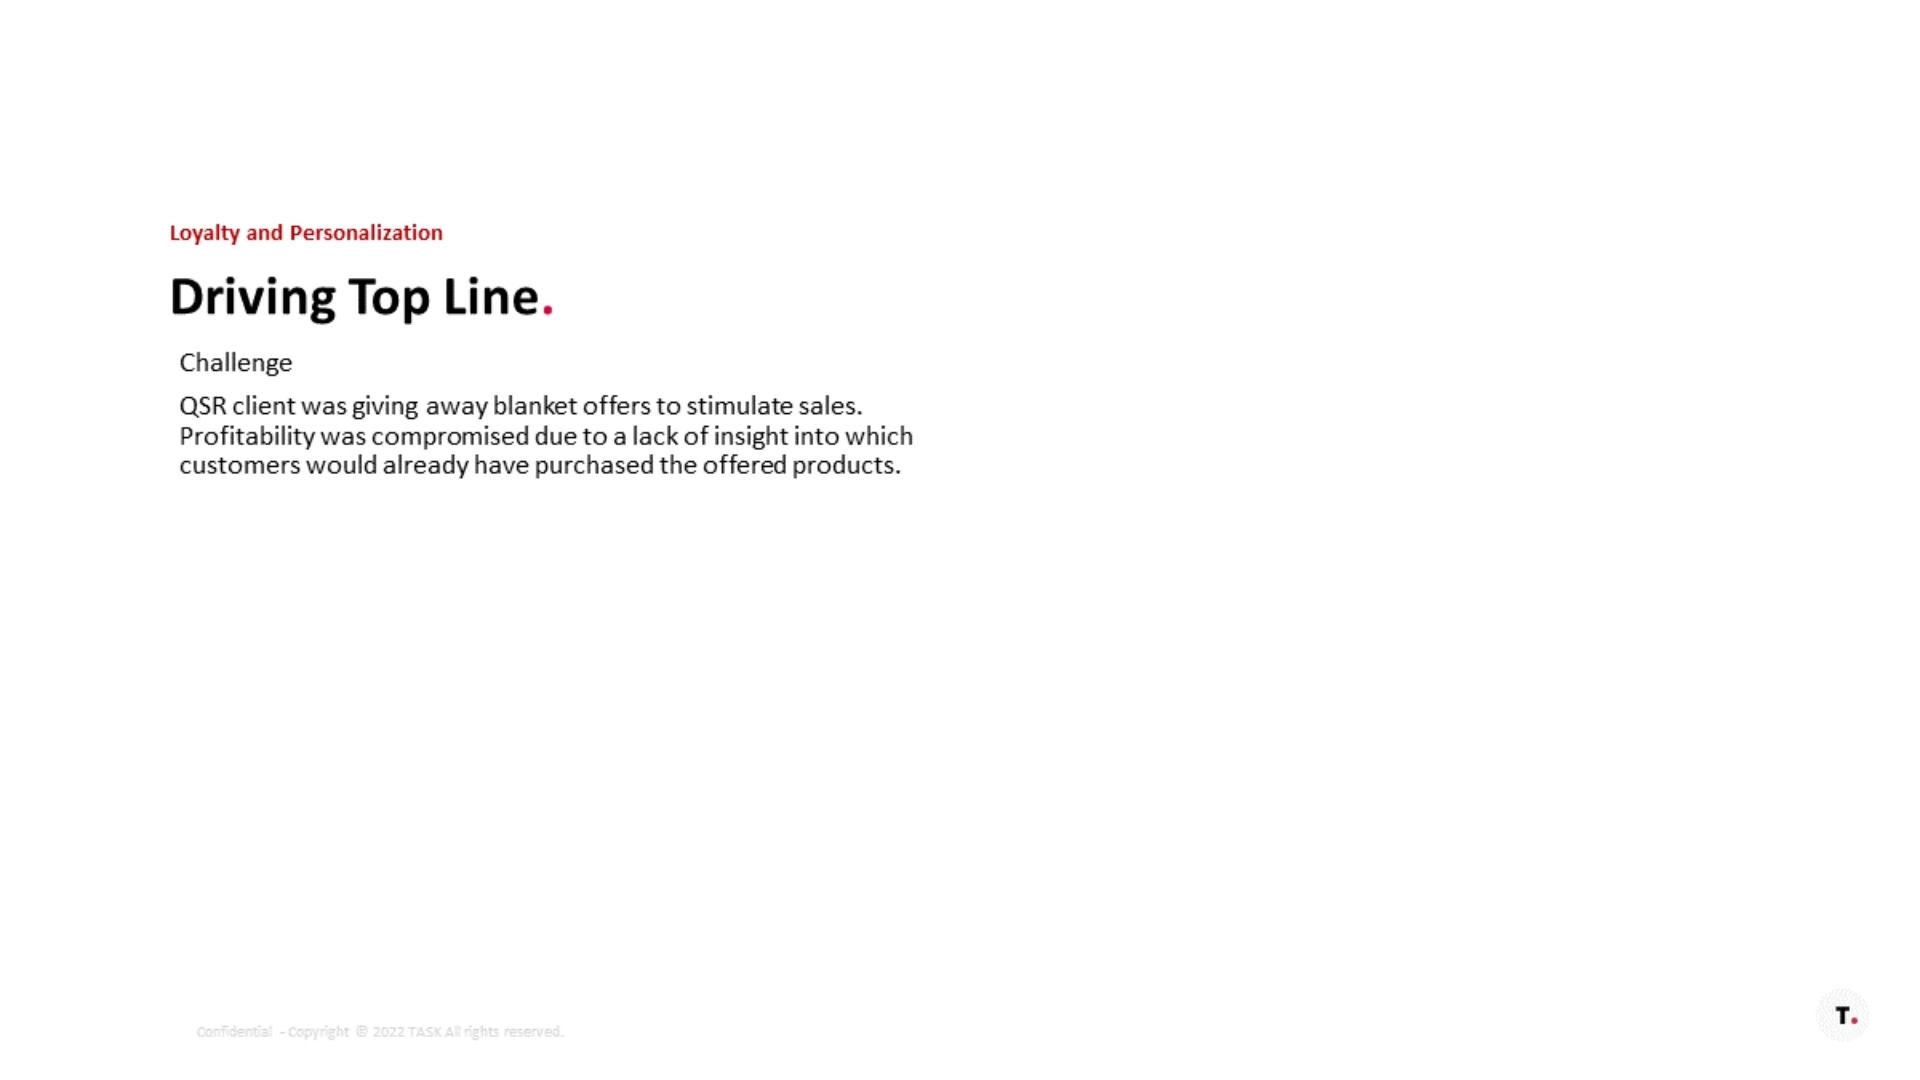 Loyalty and Personalization
Driving Top Line.
Challenge
QSR client was giving away blanket offers to stimulate sales.
Profitability was compromised due to a lack of insight into which
customers would already have purchased the offered products.
Confidential - Copyright © 2022 TASK All rights reserved.
T.